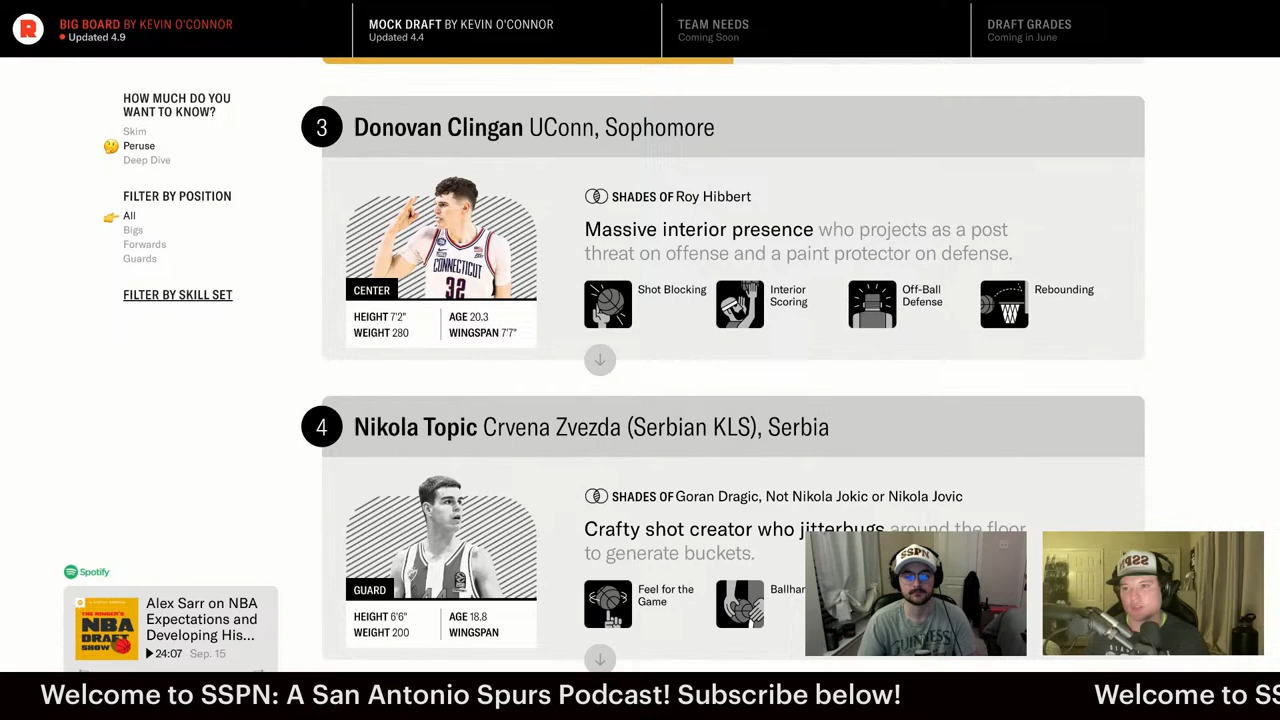 R
BIG BOARD BY KEVIN O'CONNOR
Updated 4.9
MOCK DRAFT BY KEVIN O'CONNOR
Updated 4.4
TEAM NEEDS
Coming Soon
DRAFT GRADES
Coming in June
HOW MUCH DO YOU
WANT TO KNOW?
Skim
Peruse
Deep Dive
FILTER BY POSITION
All
Bigs
Forwards
Guards
FILTER BY SKILL SET
3
Donovan Clingan UConn, Sophomore
CONNECTICUT
32
CENTER
HEIGHT 7'2"
WEIGHT 280
AGE 20.3
WINGSPAN 7'7"
SHADES OF Roy Hibbert
Massive interior presence who projects as a post
threat on offense and a paint protector on defense.
Shot Blocking
Interior
Scoring
Off-Ball
Defense
Rebounding
4
Nikola Topic Crvena Zvezda (Serbian KLS), Serbia
GUARD
HEIGHT 6'6"
WEIGHT 200
AGE 18.8
WINGSPAN
SHADES OF Goran Dragic, Not Nikola Jokic or Nikola Jovic
Crafty shot creator who jitterbugs around the floor
to generate buckets.
Feel for the
Game
Ballhan
Spotify
THE RINGER'S
NBA
DRAFT
SHOW
Alex Sarr on NBA
Expectations and
Developing His...
24:07 Sep. 15
SSPN
GUINNESS
SSPN
Welcome to SSPN: A San Antonio Spurs Podcast! Subscribe below!
Welcome to SS